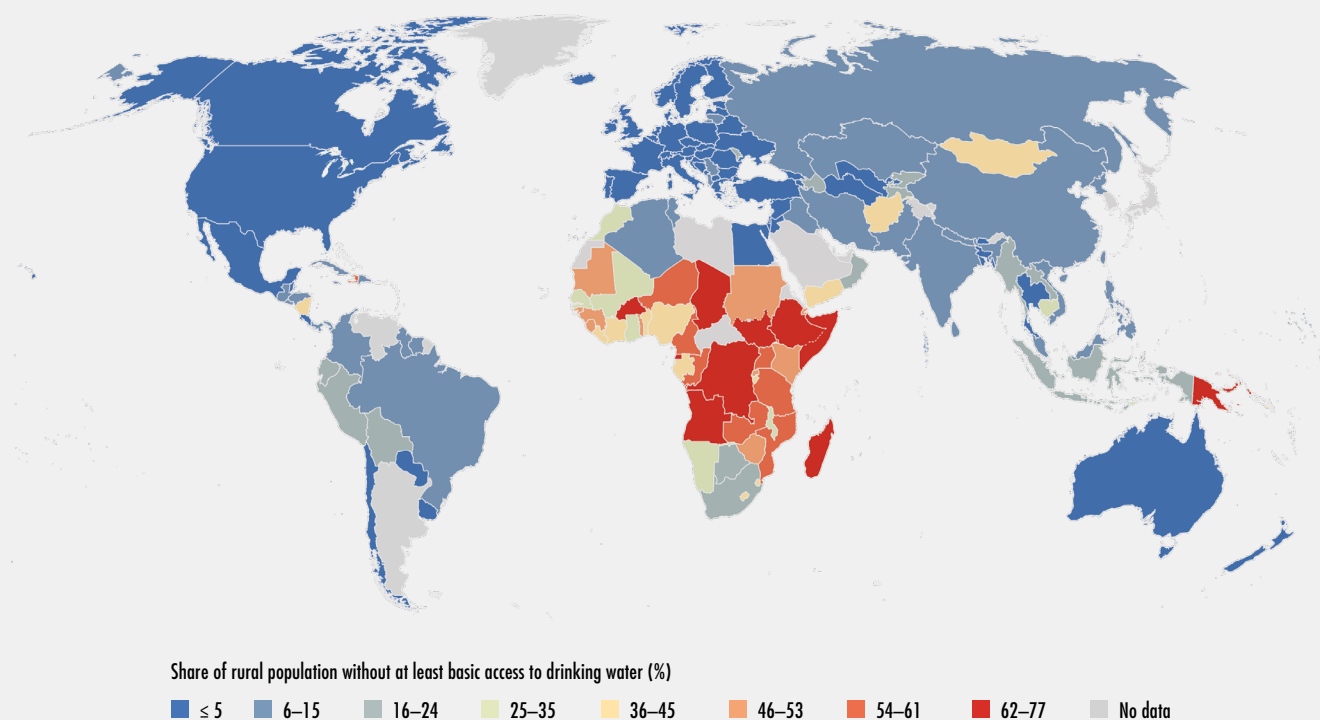 Share of rural population without at least basic access to drinking water (%)
≤ 5 6–15 16–24 25–35 36–45 46–53 54–61 62–77 No data